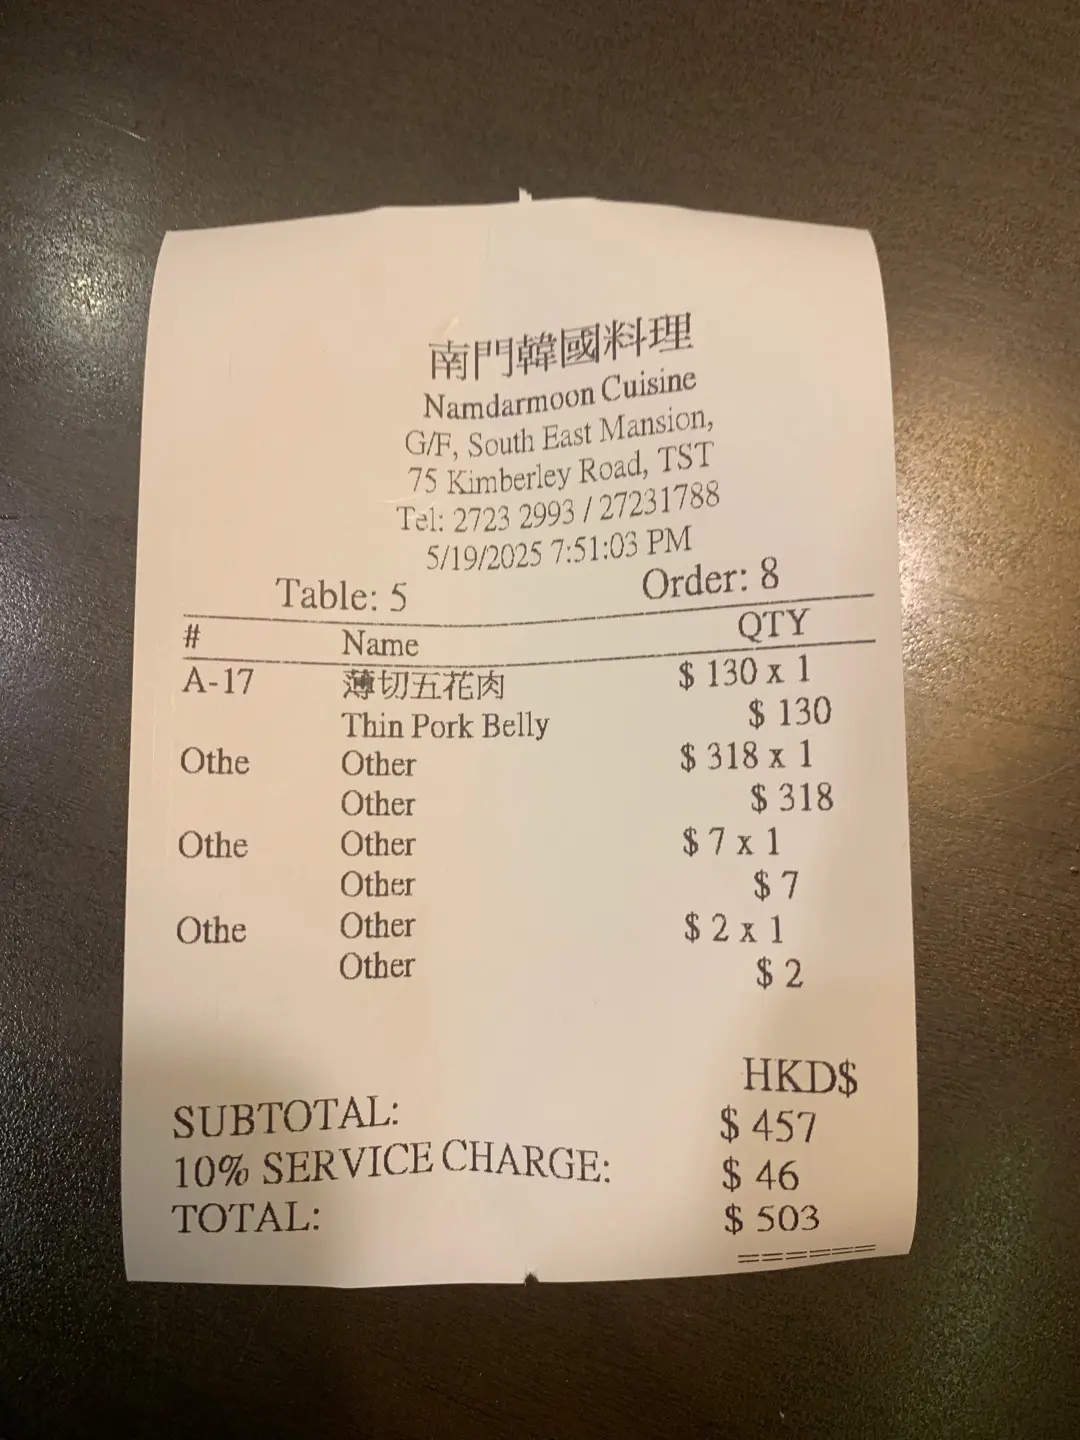 南門韓國料理
Namdarmoon Cuisine
G/F, South East Mansion,
75 Kimberley Road, TST
Tel: 2723 2993 / 27231788
5/19/2025 7:51:03 PM
Table: 5 Order: 8
# Name QTY
A-17 薄切五花肉 $ 130 x 1
Thin Pork Belly $ 130
Othe Other $ 318 x 1
Other $ 318
Othe Other $ 7 x 1
Other $ 7
Othe Other $ 2 x 1
Other $ 2
HKD$
SUBTOTAL: $ 457
10% SERVICE CHARGE: $ 46
TOTAL: $ 503
======